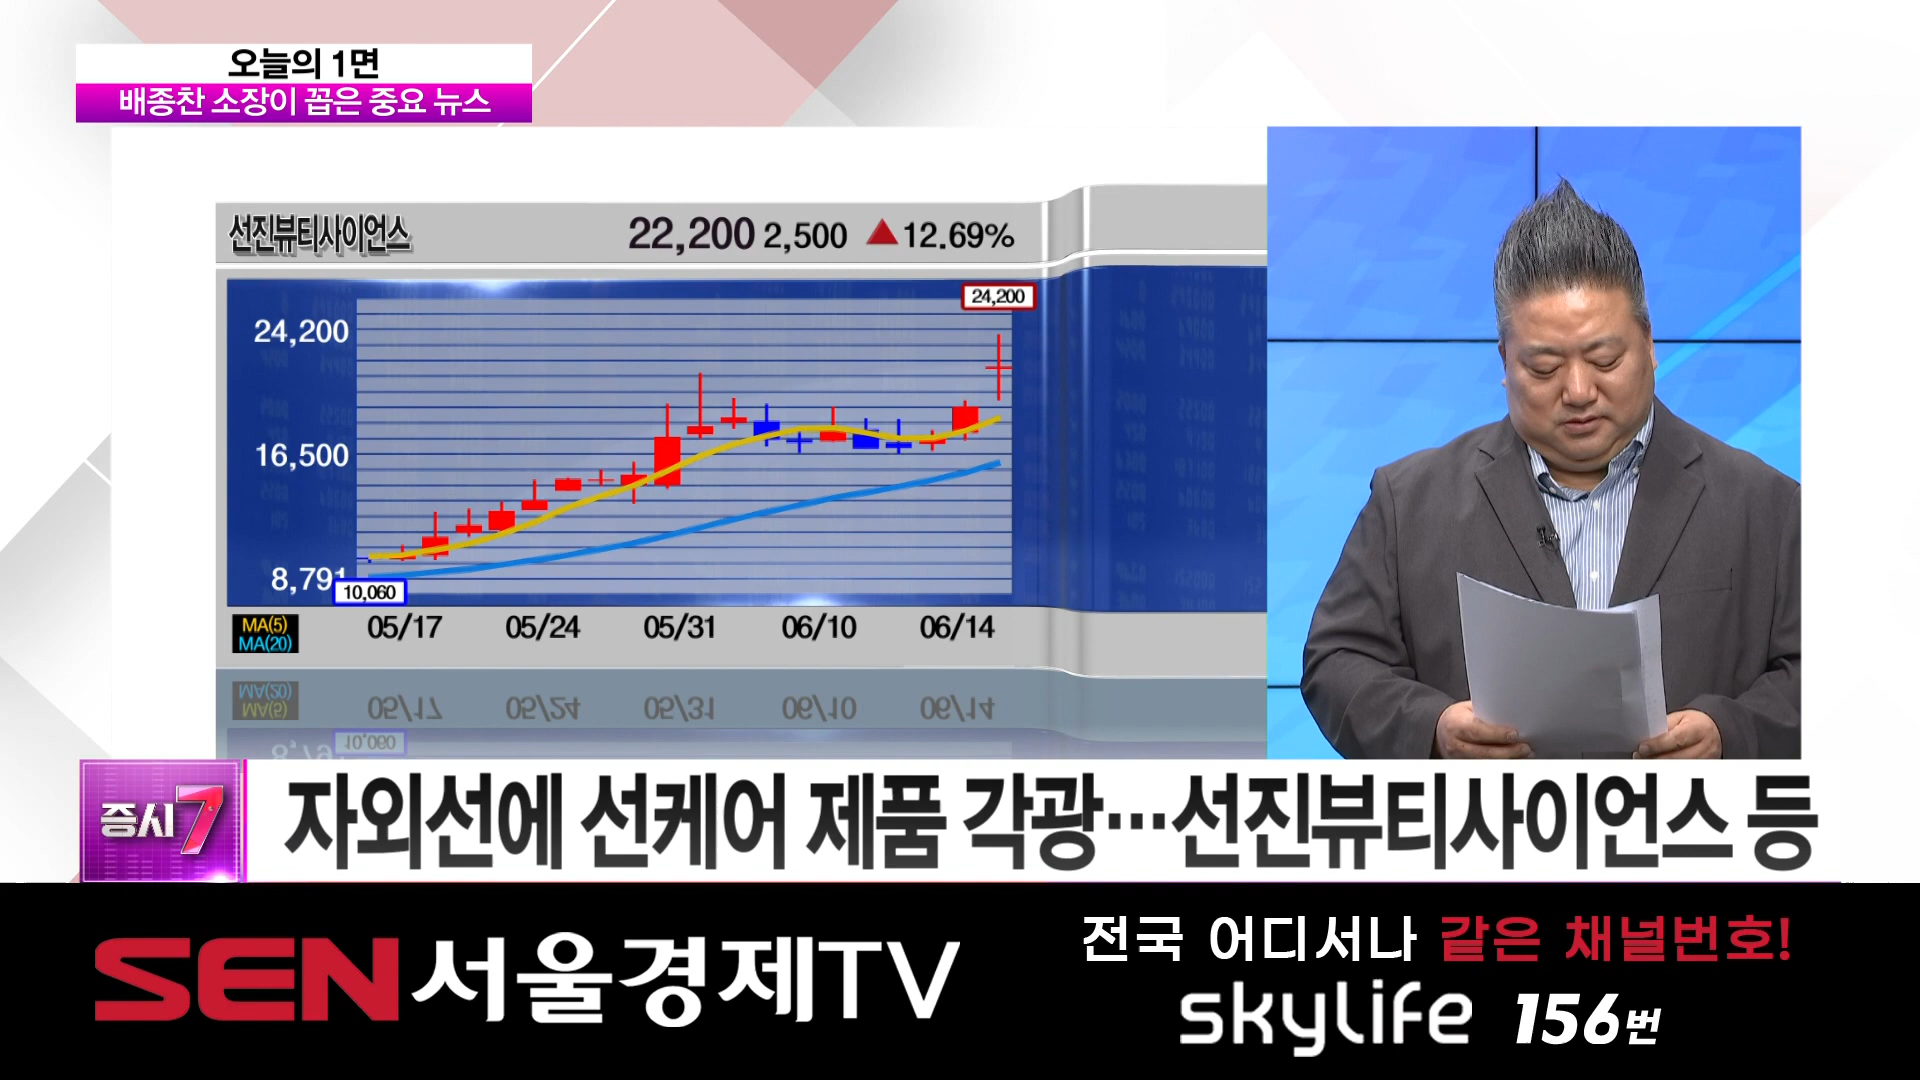 오늘의 1면
배종찬 소장이 꼽은 중요 뉴스
선진뷰티사이언스 22,200 2,500 ▲12.69%
24,200
24,200
16,500
8,791
10,060
MA(5)
MA(20)
05/17 05/24 05/31 06/10 06/14
증시7
자외선에 선케어 제품 각광…선진뷰티사이언스 등
SEN서울경제TV
전국 어디서나 같은 채널번호!
skylife 156번